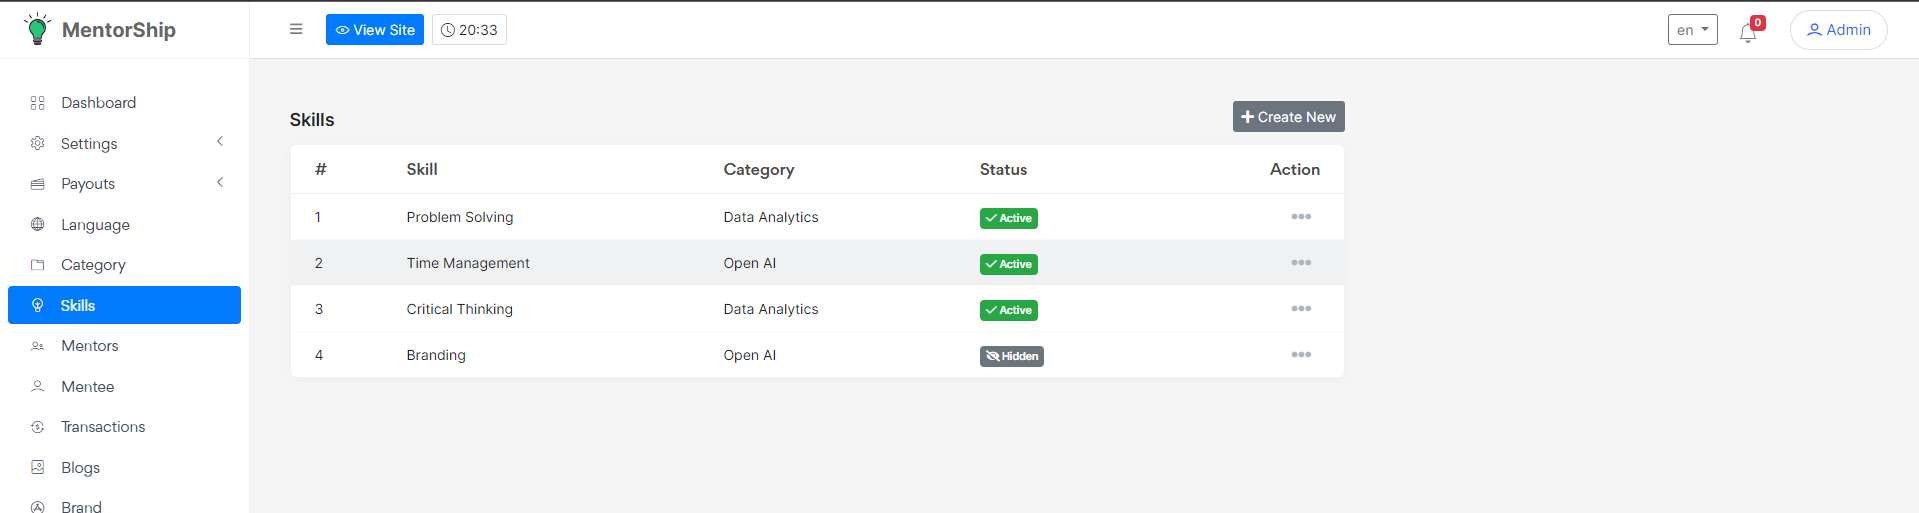 MentorShip
View Site
20:33
en
0
Admin
Dashboard
Settings
Payouts
Language
Category
Skills
Mentors
Mentee
Transactions
Blogs
Brand
Skills
Create New
# Skill Category Status Action
1 Problem Solving Data Analytics Active
2 Time Management Open AI Active
3 Critical Thinking Data Analytics Active
4 Branding Open AI Hidden